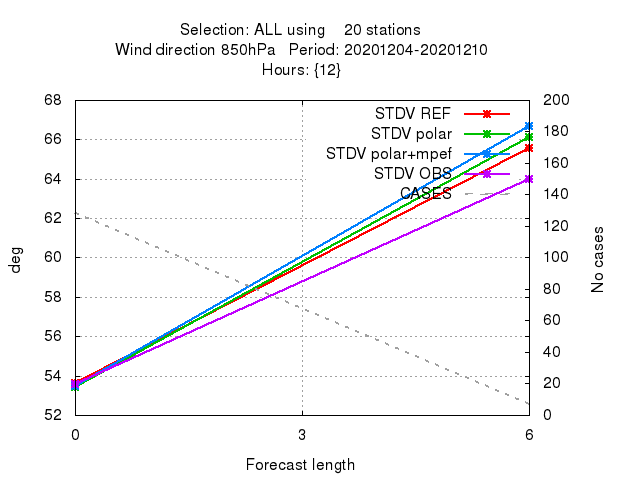 Selection: ALL using 20 stations
Wind direction 850hPa Period: 20201204-20201210
Hours: {12}
68 200
STDV REF
180
66 STDV polar
160
STDV polar+mpef
64 STDV OBS
140
CASES
62
120
60 100
deg
No cases
58 80
60
56
40
54
20
52 0
0 3 6
Forecast length